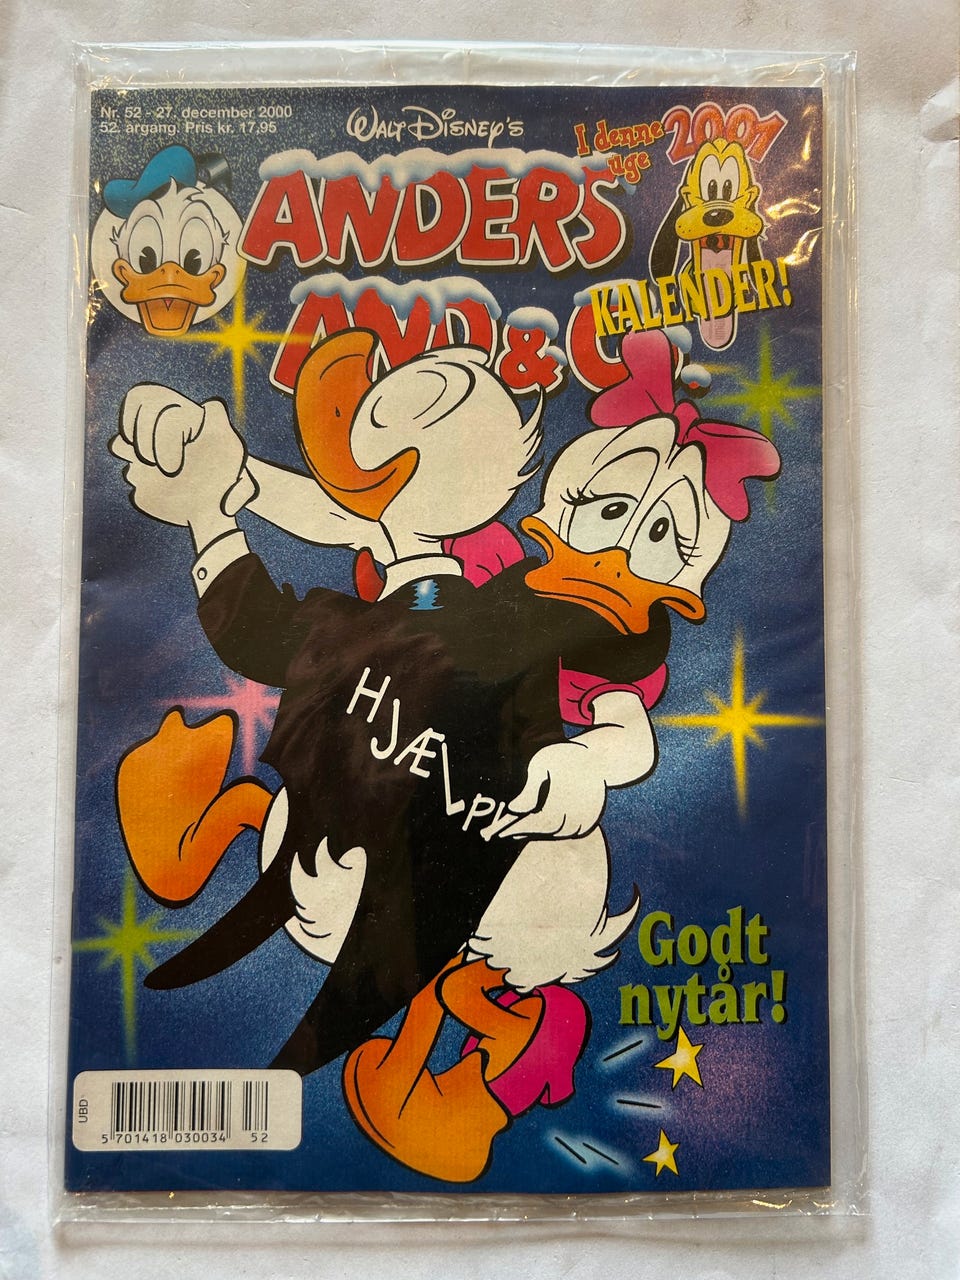 Nr. 52 - 27. december 2000
52. årgang. Pris kr. 17,95
WALT DISNEY'S
I denne
uge
2001
KALENDER!
ANDERS
AND & Co.
HJÆLP
Godt
nytår!
UBD
5 701418 030034 52